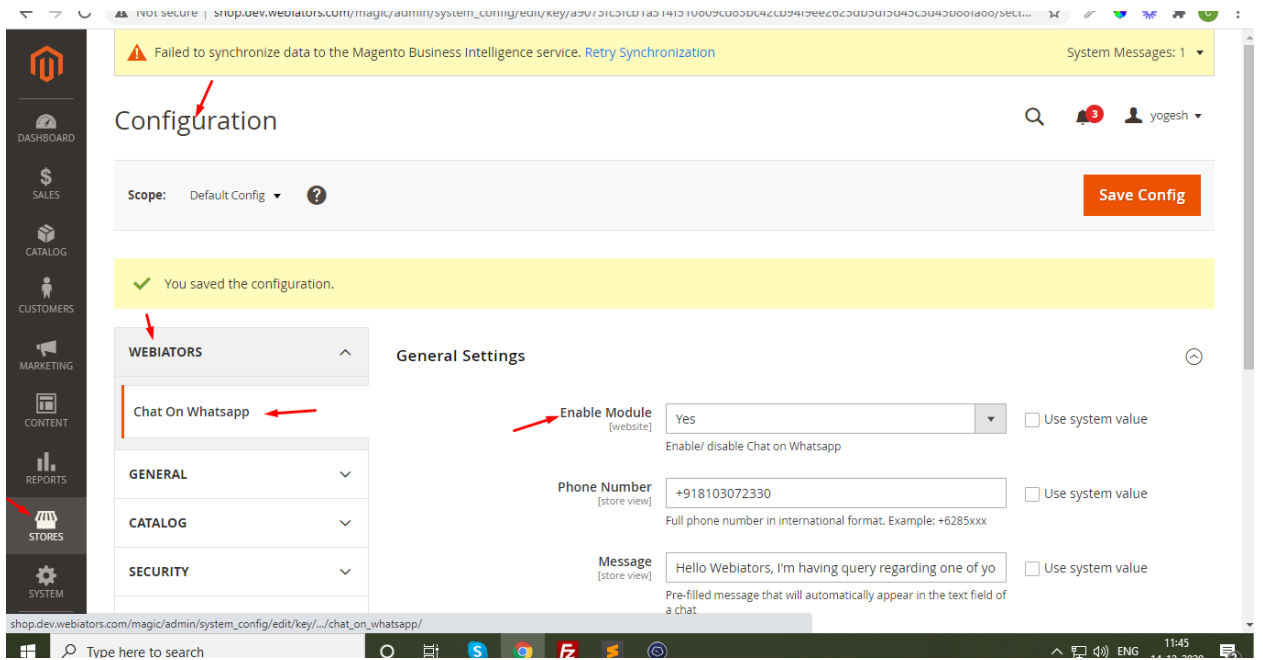 Not secure | shop.dev.webiators.com/magic/admin/system_config/edit/key/
Failed to synchronize data to the Magento Business Intelligence service. Retry Synchronization
System Messages: 1
Configuration
3
yogesh
DASHBOARD
SALES
CATALOG
CUSTOMERS
MARKETING
CONTENT
REPORTS
STORES
SYSTEM
Scope: Default Config ?
Save Config
You saved the configuration.
WEBIATORS
Chat On Whatsapp
GENERAL
CATALOG
SECURITY
General Settings
Enable Module
[website]
Yes
Use system value
Enable/ disable Chat on Whatsapp
Phone Number
[store view]
+918103072330
Use system value
Full phone number in international format. Example: +6285xxx
Message
[store view]
Hello Webiators, I'm having query regarding one of yo
Use system value
Pre-filled message that will automatically appear in the text field of
a chat
shop.dev.webiators.com/magic/admin/system_config/edit/key/.../chat_on_whatsapp/
Type here to search
ENG
11:45
14-12-2020